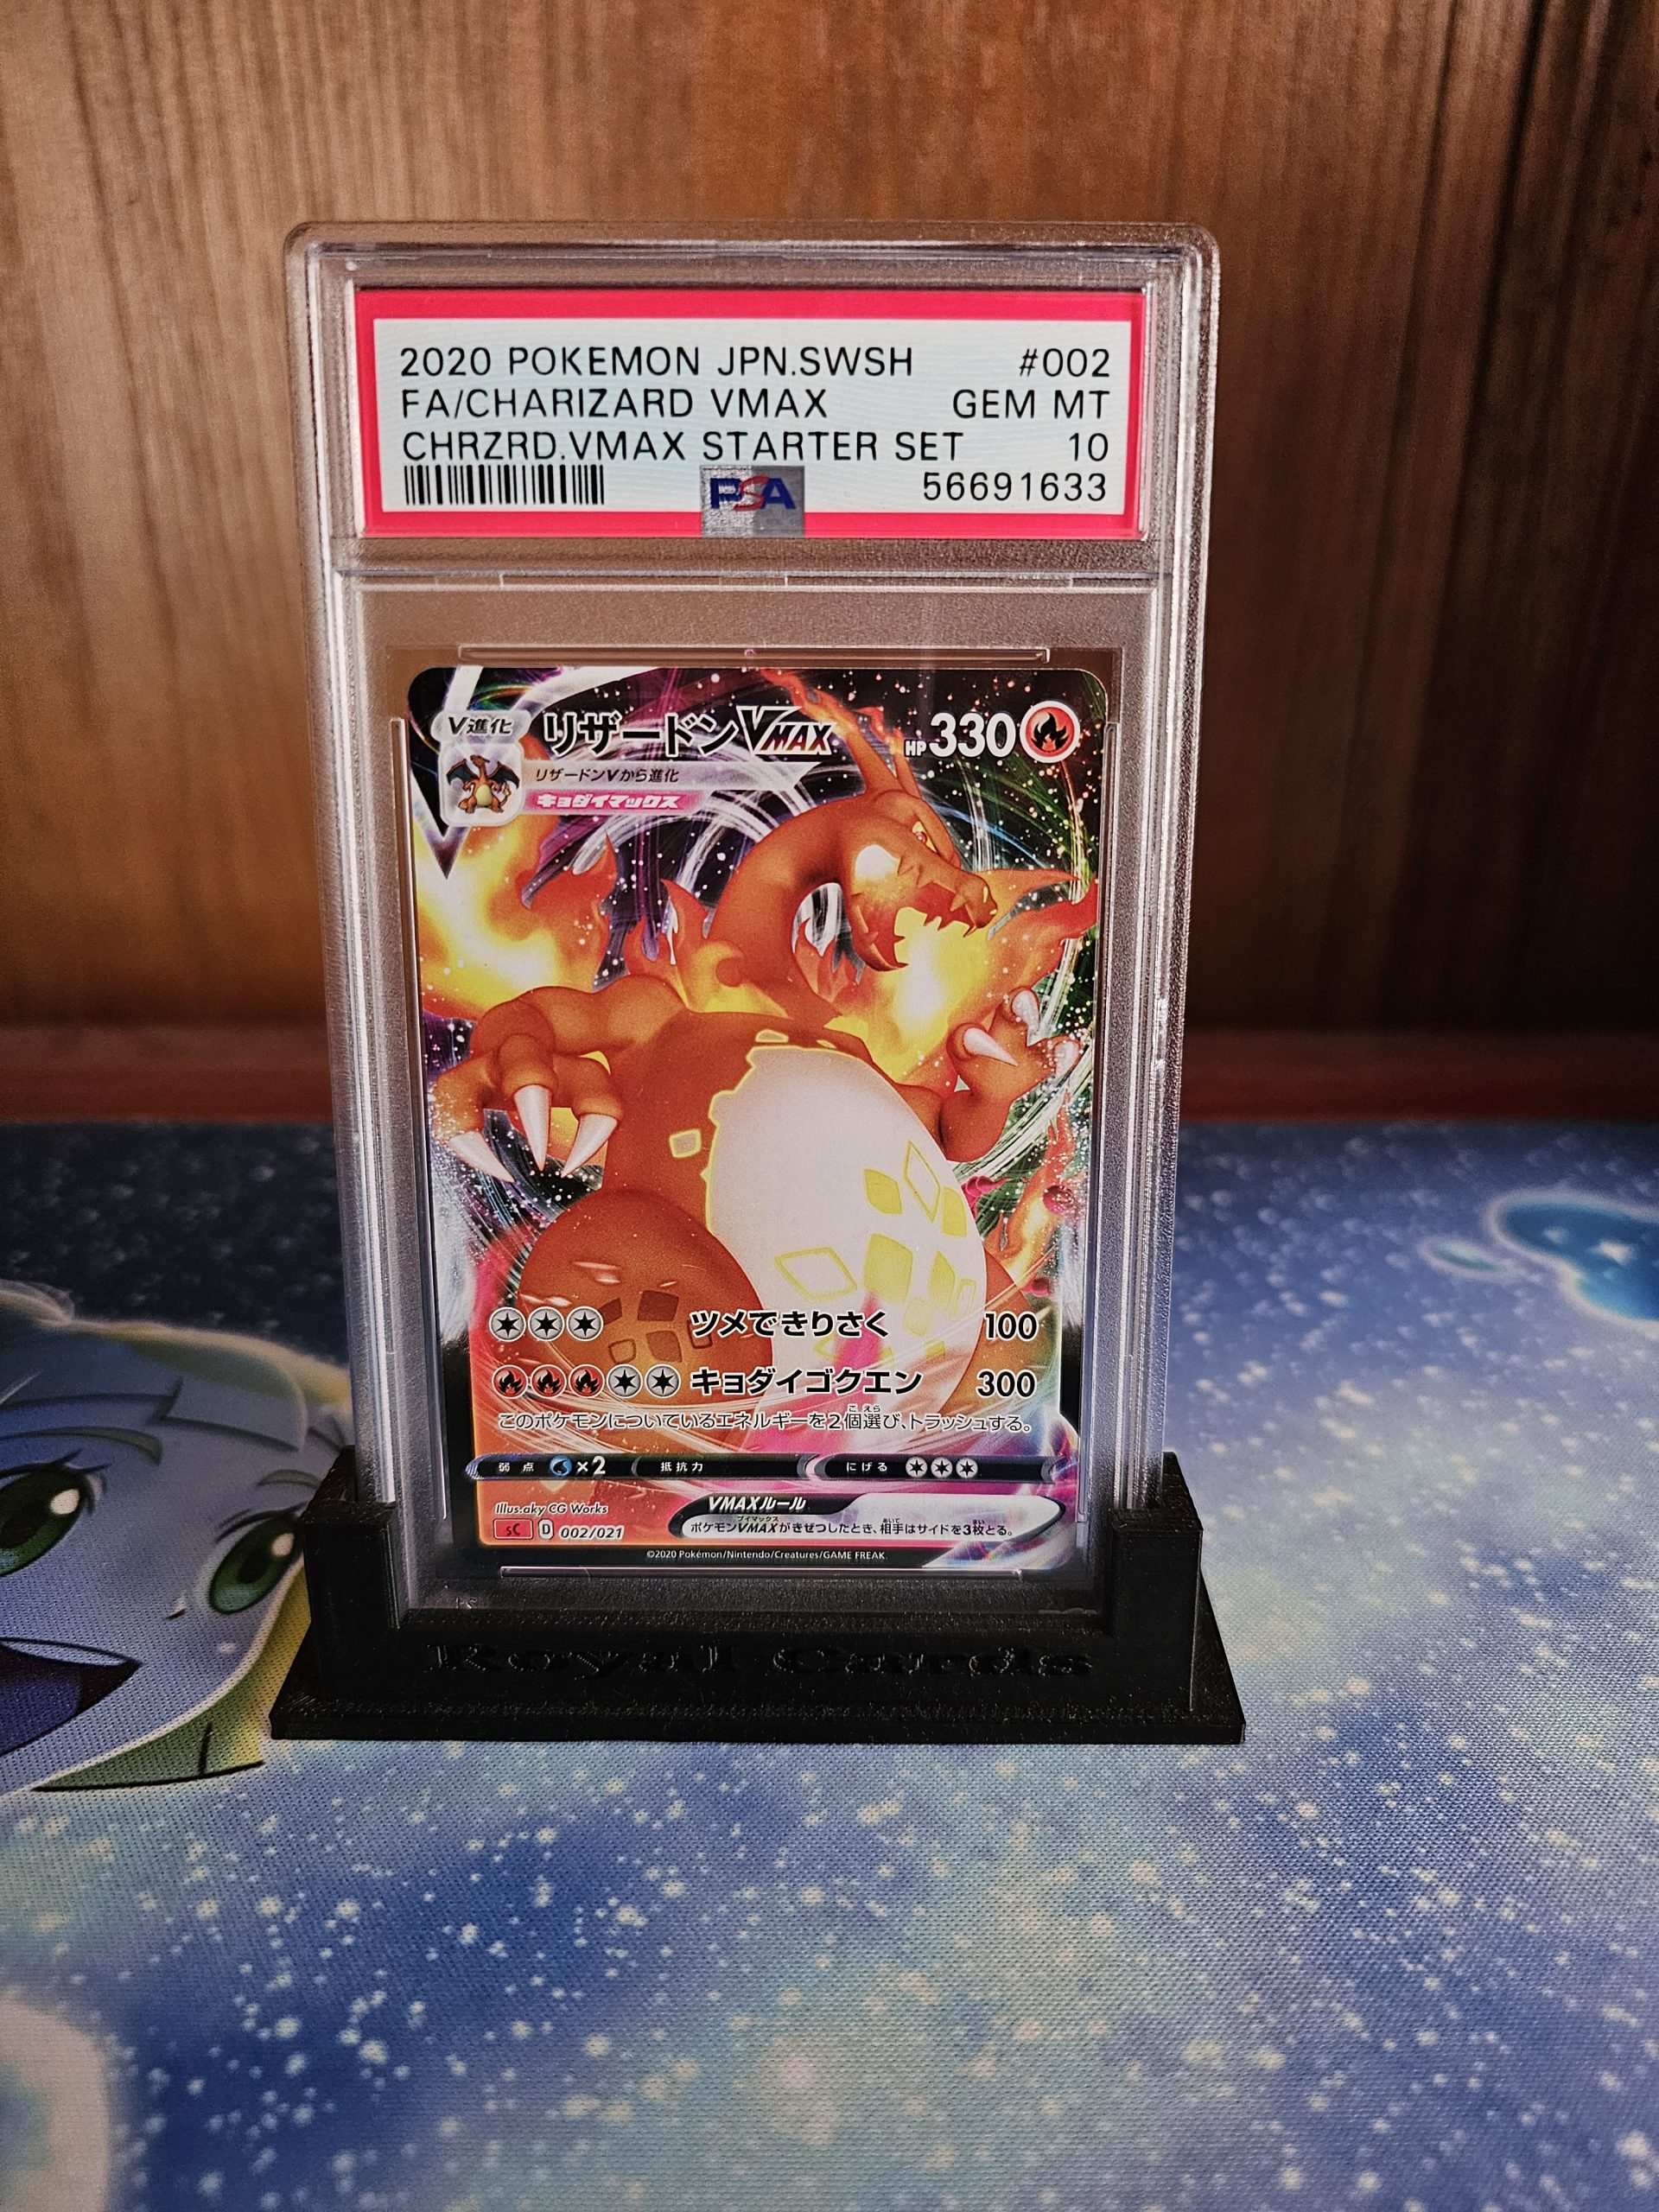 2020 POKEMON JPN.SWSH #002
FA/CHARIZARD VMAX GEM MT
CHRZRD.VMAX STARTER SET 10
PSA 56691633
V進化 リザードンVMAX HP330
リザードンVから進化
キョダイマックス
ツメできりさく 100
キョダイゴクエン 300
このポケモンについているエネルギーを2個選び、トラッシュする。
弱点 ×2 抵抗力 にげる
Illus.aky CG Works
VMAXルール
sC D 002/021
ポケモンVMAXがきぜつしたとき、相手はサイドを3枚とる。
©2020 Pokémon/Nintendo/Creatures/GAME FREAK
Royal Cards